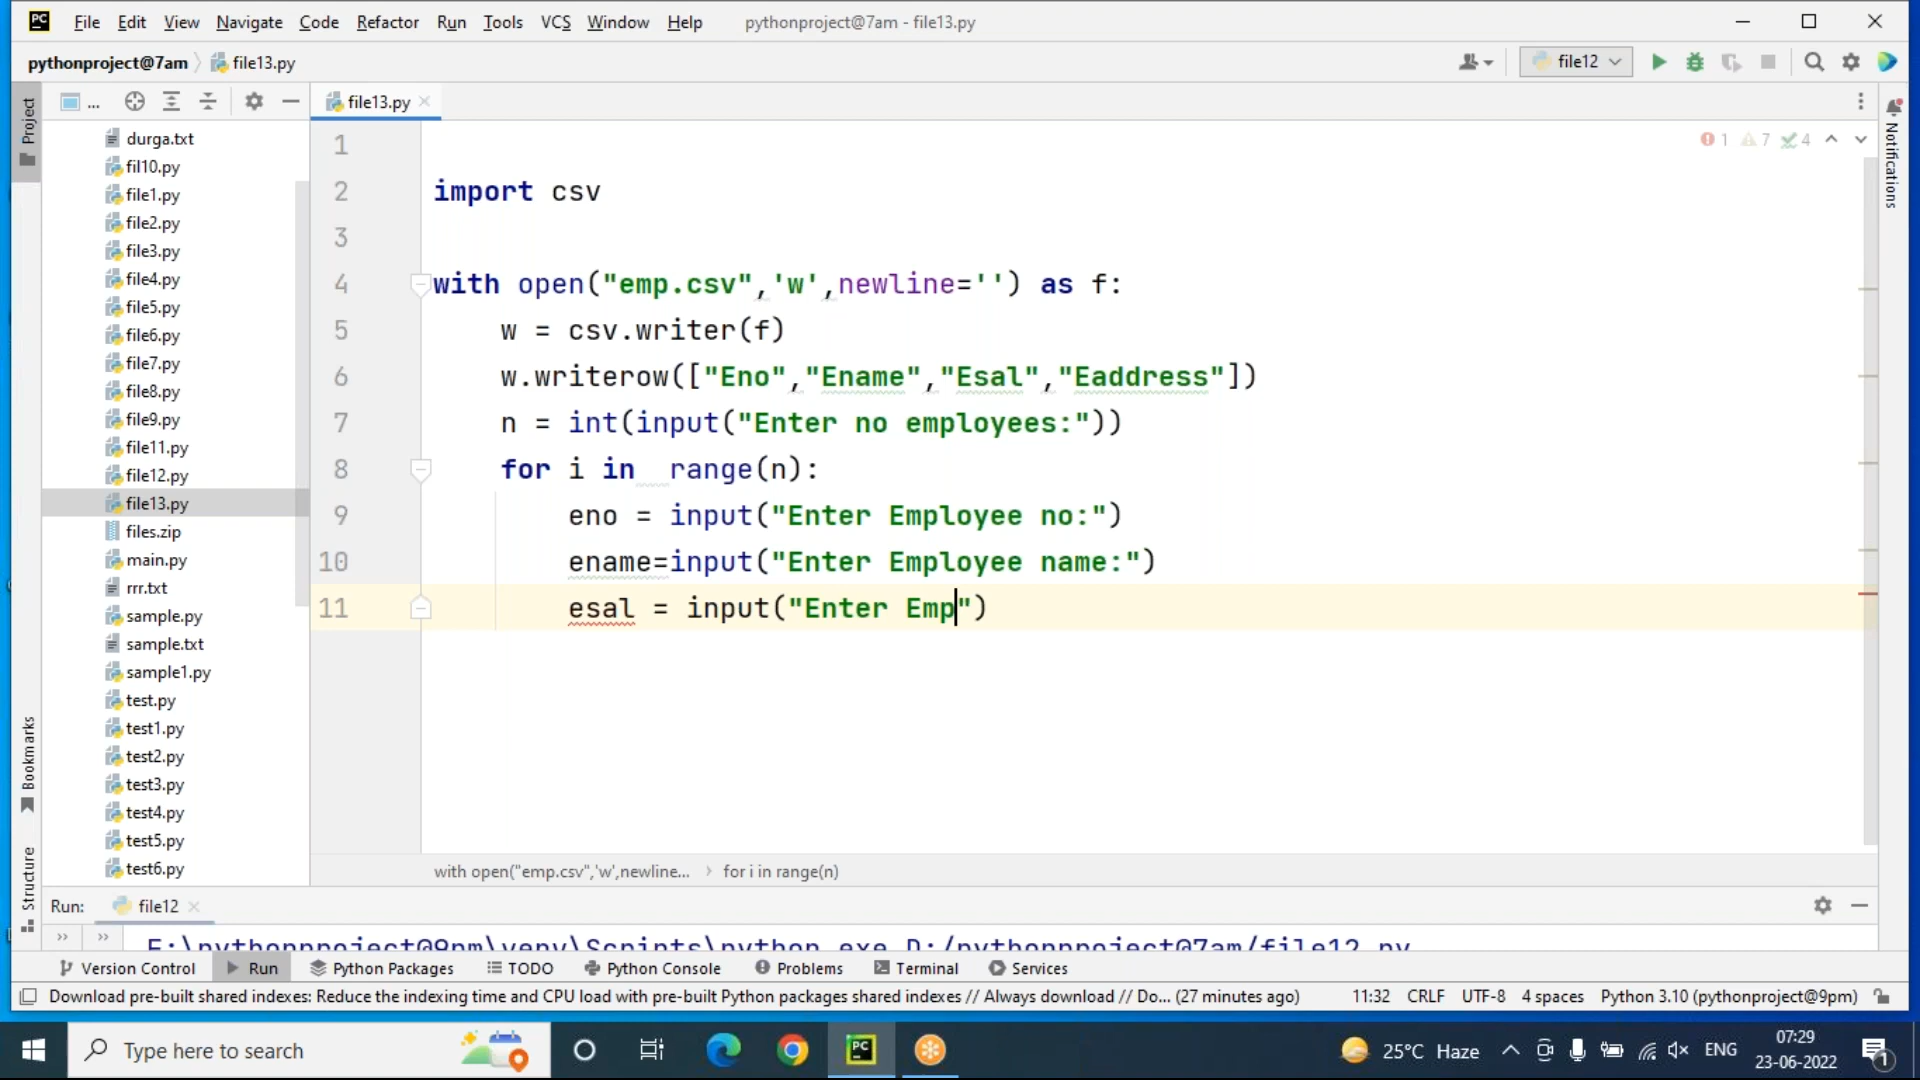 PC File Edit View Navigate Code Refactor Run Tools VCS Window Help pythonproject@7am - file13.py
pythonproject@7am file13.py file12
Project ... file13.py
Notifications
durga.txt
fil10.py
file1.py
file2.py
file3.py
file4.py
file5.py
file6.py
file7.py
file8.py
file9.py
file11.py
file12.py
file13.py
files.zip
main.py
rrr.txt
sample.py
sample.txt
sample1.py
test.py
test1.py
test2.py
test3.py
test4.py
test5.py
test6.py
1 7 4
1
2 import csv
3
4 with open("emp.csv",'w',newline='') as f:
5 w = csv.writer(f)
6 w.writerow(["Eno","Ename","Esal","Eaddress"])
7 n = int(input("Enter no employees:"))
8 for i in  range(n):
9 eno = input("Enter Employee no:")
10 ename=input("Enter Employee name:")
11 esal = input("Enter Emp")
with open("emp.csv",'w',newline... › for i in range(n)
Bookmarks
Structure
Run: file12
E:\pythonproject@9pm\venv\Scripts\python.exe D:/pythonproject@7am/file12.py
Version Control Run Python Packages TODO Python Console Problems Terminal Services
Download pre-built shared indexes: Reduce the indexing time and CPU load with pre-built Python packages shared indexes // Always download // Do... (27 minutes ago) 11:32 CRLF UTF-8 4 spaces Python 3.10 (pythonproject@9pm)
Type here to search PC 25°C Haze ENG 07:29
23-06-2022 1